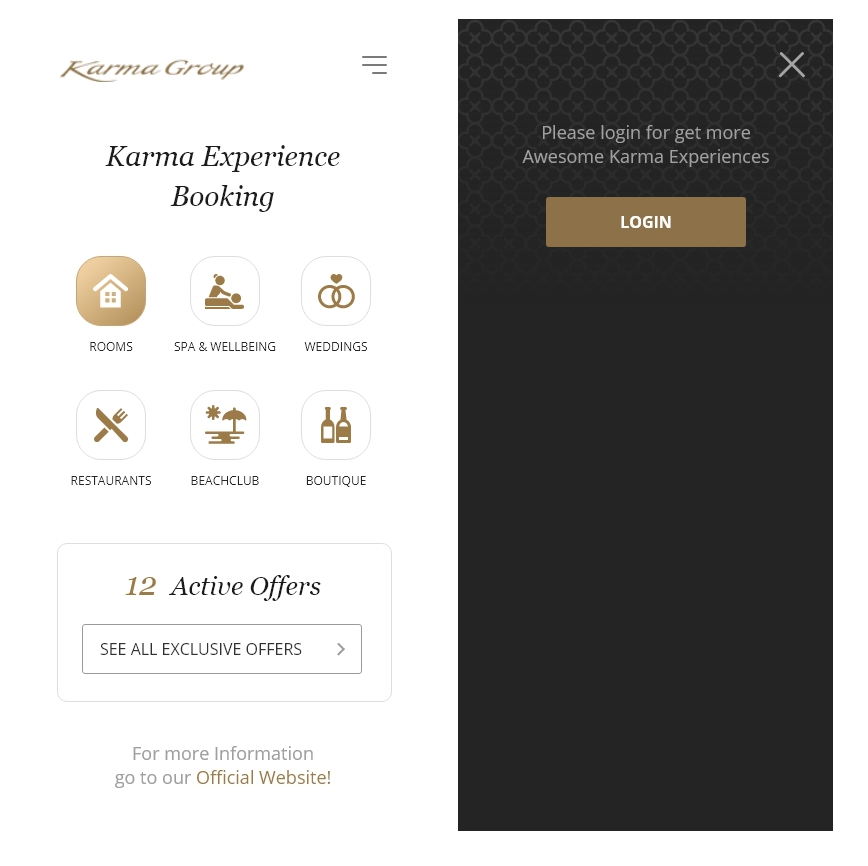 Karma Group
Karma Experience
Booking
ROOMS
SPA & WELLBEING
WEDDINGS
RESTAURANTS
BEACHCLUB
BOUTIQUE
12 Active Offers
SEE ALL EXCLUSIVE OFFERS
For more Information
go to our Official Website!
Please login for get more
Awesome Karma Experiences
LOGIN